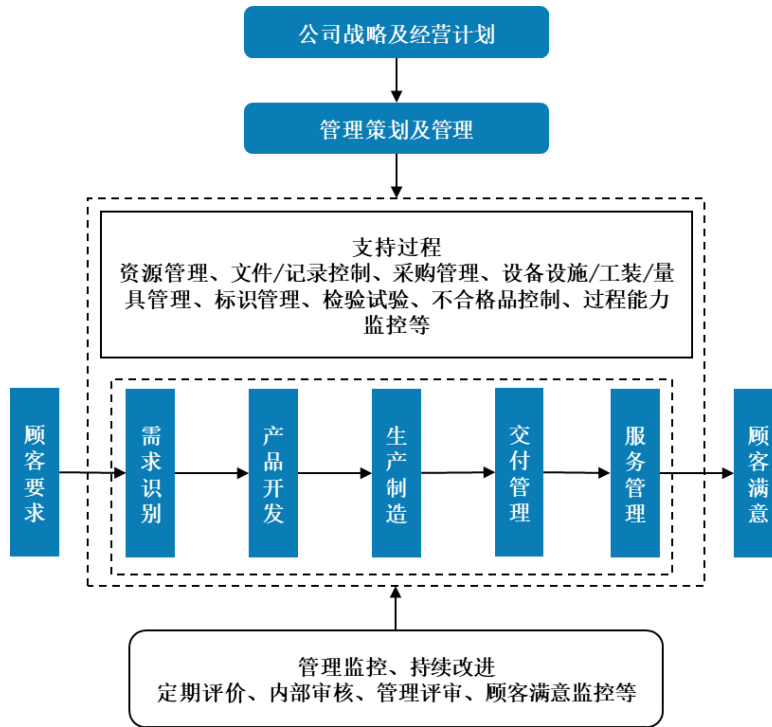 公司战略及经营计划
管理策划及管理
支持过程
资源管理、文件/记录控制、采购管理、设备设施/工装/量
具管理、标识管理、检验试验、不合格品控制、过程能力
监控等
顾客要求
需求识别
产品开发
生产制造
交付管理
服务管理
顾客满意
管理监控、持续改进
定期评价、内部审核、管理评审、顾客满意监控等